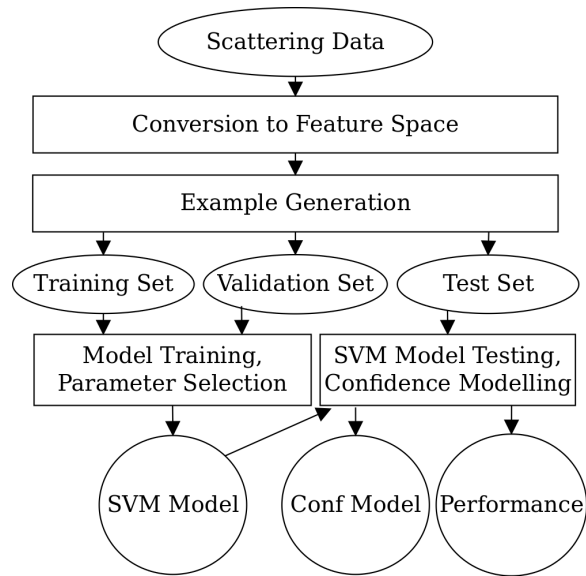 Scattering Data
Conversion to Feature Space
Example Generation
Training Set
Validation Set
Test Set
Model Training,
Parameter Selection
SVM Model Testing,
Confidence Modelling
SVM Model
Conf Model
Performance